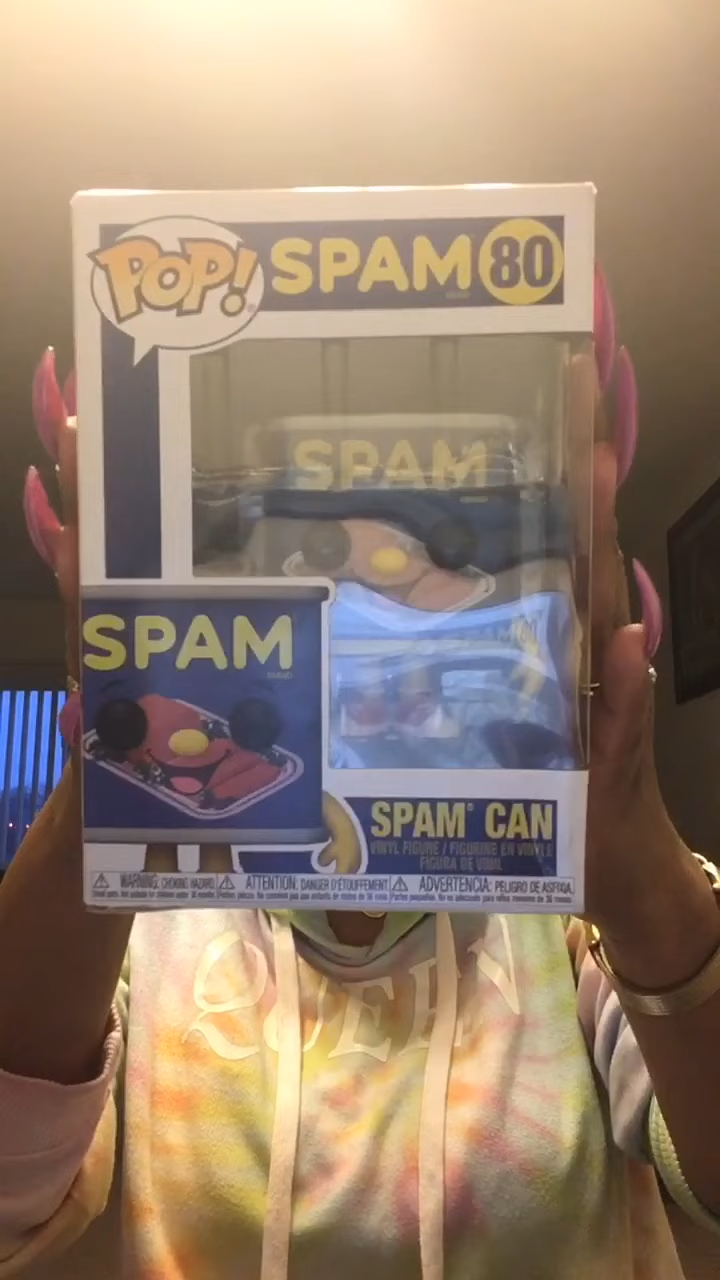 POP! SPAM 80
SPAM
SPAM
SPAM® CAN
VINYL FIGURE / FIGURINE EN VINYLE
FIGURA DE VINIL
WARNING: CHOKING HAZARD ATTENTION: DANGER D'ÉTOUFFEMENT ADVERTENCIA: PELIGRO DE ASFIXIA.
QUEEN